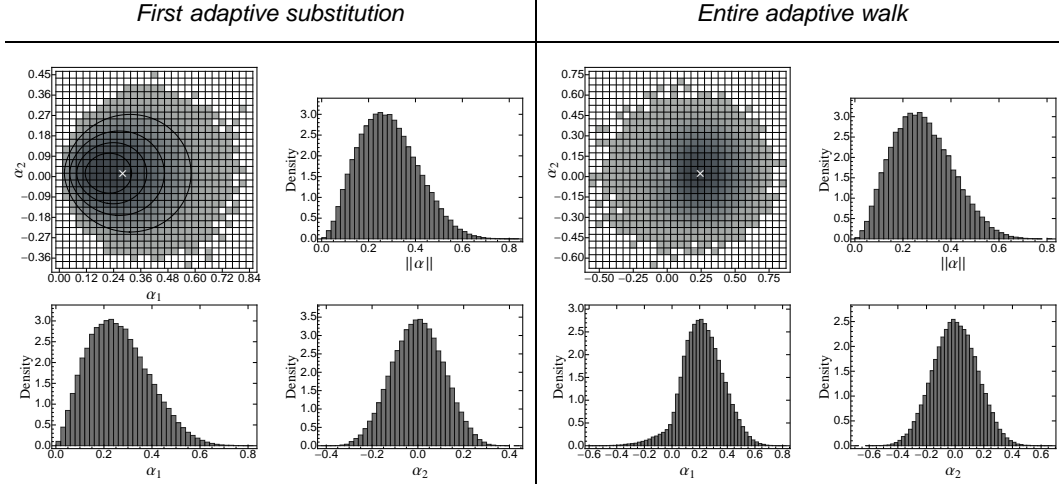 First adaptive substitution
Entire adaptive walk
α₂
0.45
0.36
0.27
0.18
0.09
0.00
−0.09
−0.18
−0.27
−0.36
0.00 0.12 0.24 0.36 0.48 0.60 0.72 0.84
α₁
Density
3.0
2.5
2.0
1.5
1.0
0.5
0.0
0.0 0.2 0.4 0.6 0.8
||α||
α₂
0.75
0.60
0.45
0.30
0.15
0.00
−0.15
−0.30
−0.45
−0.60
−0.50 −0.25 0.00 0.25 0.50 0.75
Density
3.0
2.5
2.0
1.5
1.0
0.5
0.0
0.0 0.2 0.4 0.6 0.8
||α||
Density
3.0
2.5
2.0
1.5
1.0
0.5
0.0
0.0 0.2 0.4 0.6 0.8
α₁
Density
3.5
3.0
2.5
2.0
1.5
1.0
0.5
0.0
−0.4 −0.2 0.0 0.2 0.4
α₂
Density
3.0
2.5
2.0
1.5
1.0
0.5
0.0
−0.6 −0.4 −0.2 0.0 0.2 0.4 0.6 0.8
α₁
Density
2.5
2.0
1.5
1.0
0.5
0.0
−0.6 −0.4 −0.2 0.0 0.2 0.4 0.6
α₂